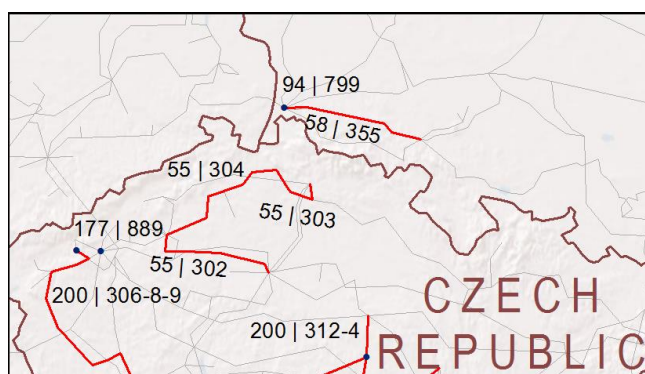 94 | 799
58 | 355
55 | 304
55 | 303
177 | 889
55 | 302
200 | 306-8-9
CZECH
200 | 312-4
REPUBLIC